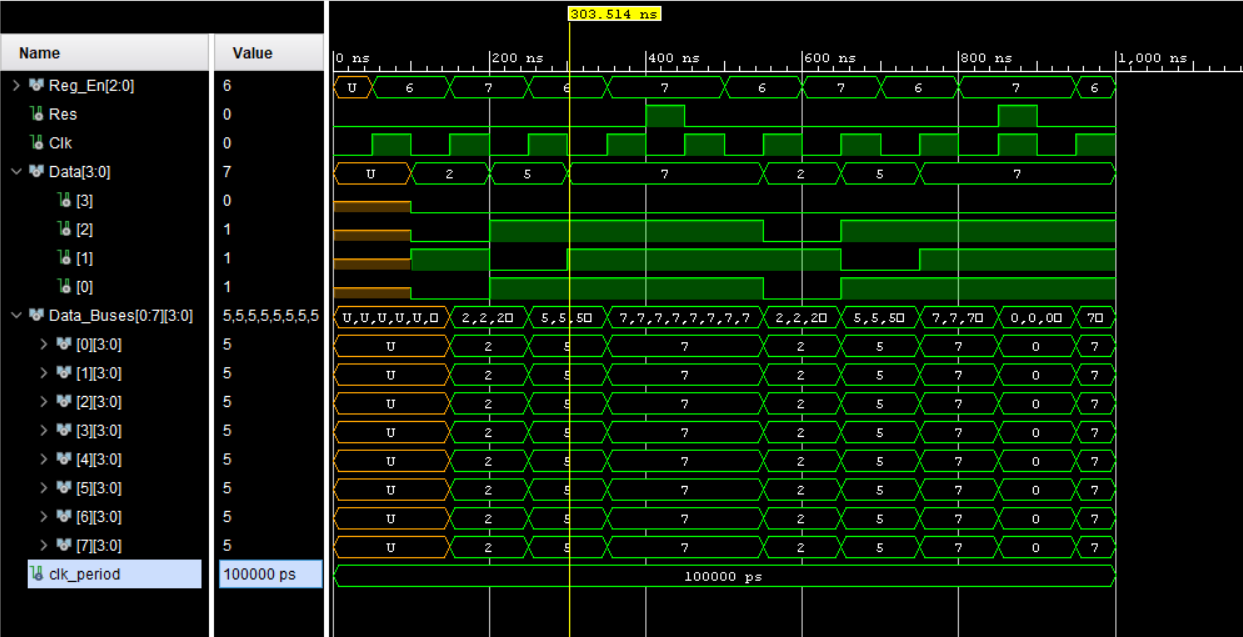 303.514 ns
Name Value 0 ns 200 ns 400 ns 600 ns 800 ns 1,000 ns
Reg_En[2:0] 6 U 6 7 6 7 6 7 6 7 6
Res 0
Clk 0
Data[3:0] 7 U 2 5 7 2 5 7
[3] 0
[2] 1
[1] 1
[0] 1
Data_Buses[0:7][3:0] 5,5,5,5,5,5,5,5 U,U,U,U,U,□ 2,2,2□ 5,5,5□ 7,7,7,7,7,7,7,7 2,2,2□ 5,5,5□ 7,7,7□ 0,0,0□ 7□
[0][3:0] 5 U 2 5 7 2 5 7 0 7
[1][3:0] 5 U 2 5 7 2 5 7 0 7
[2][3:0] 5 U 2 5 7 2 5 7 0 7
[3][3:0] 5 U 2 5 7 2 5 7 0 7
[4][3:0] 5 U 2 5 7 2 5 7 0 7
[5][3:0] 5 U 2 5 7 2 5 7 0 7
[6][3:0] 5 U 2 5 7 2 5 7 0 7
[7][3:0] 5 U 2 5 7 2 5 7 0 7
clk_period 100000 ps 100000 ps